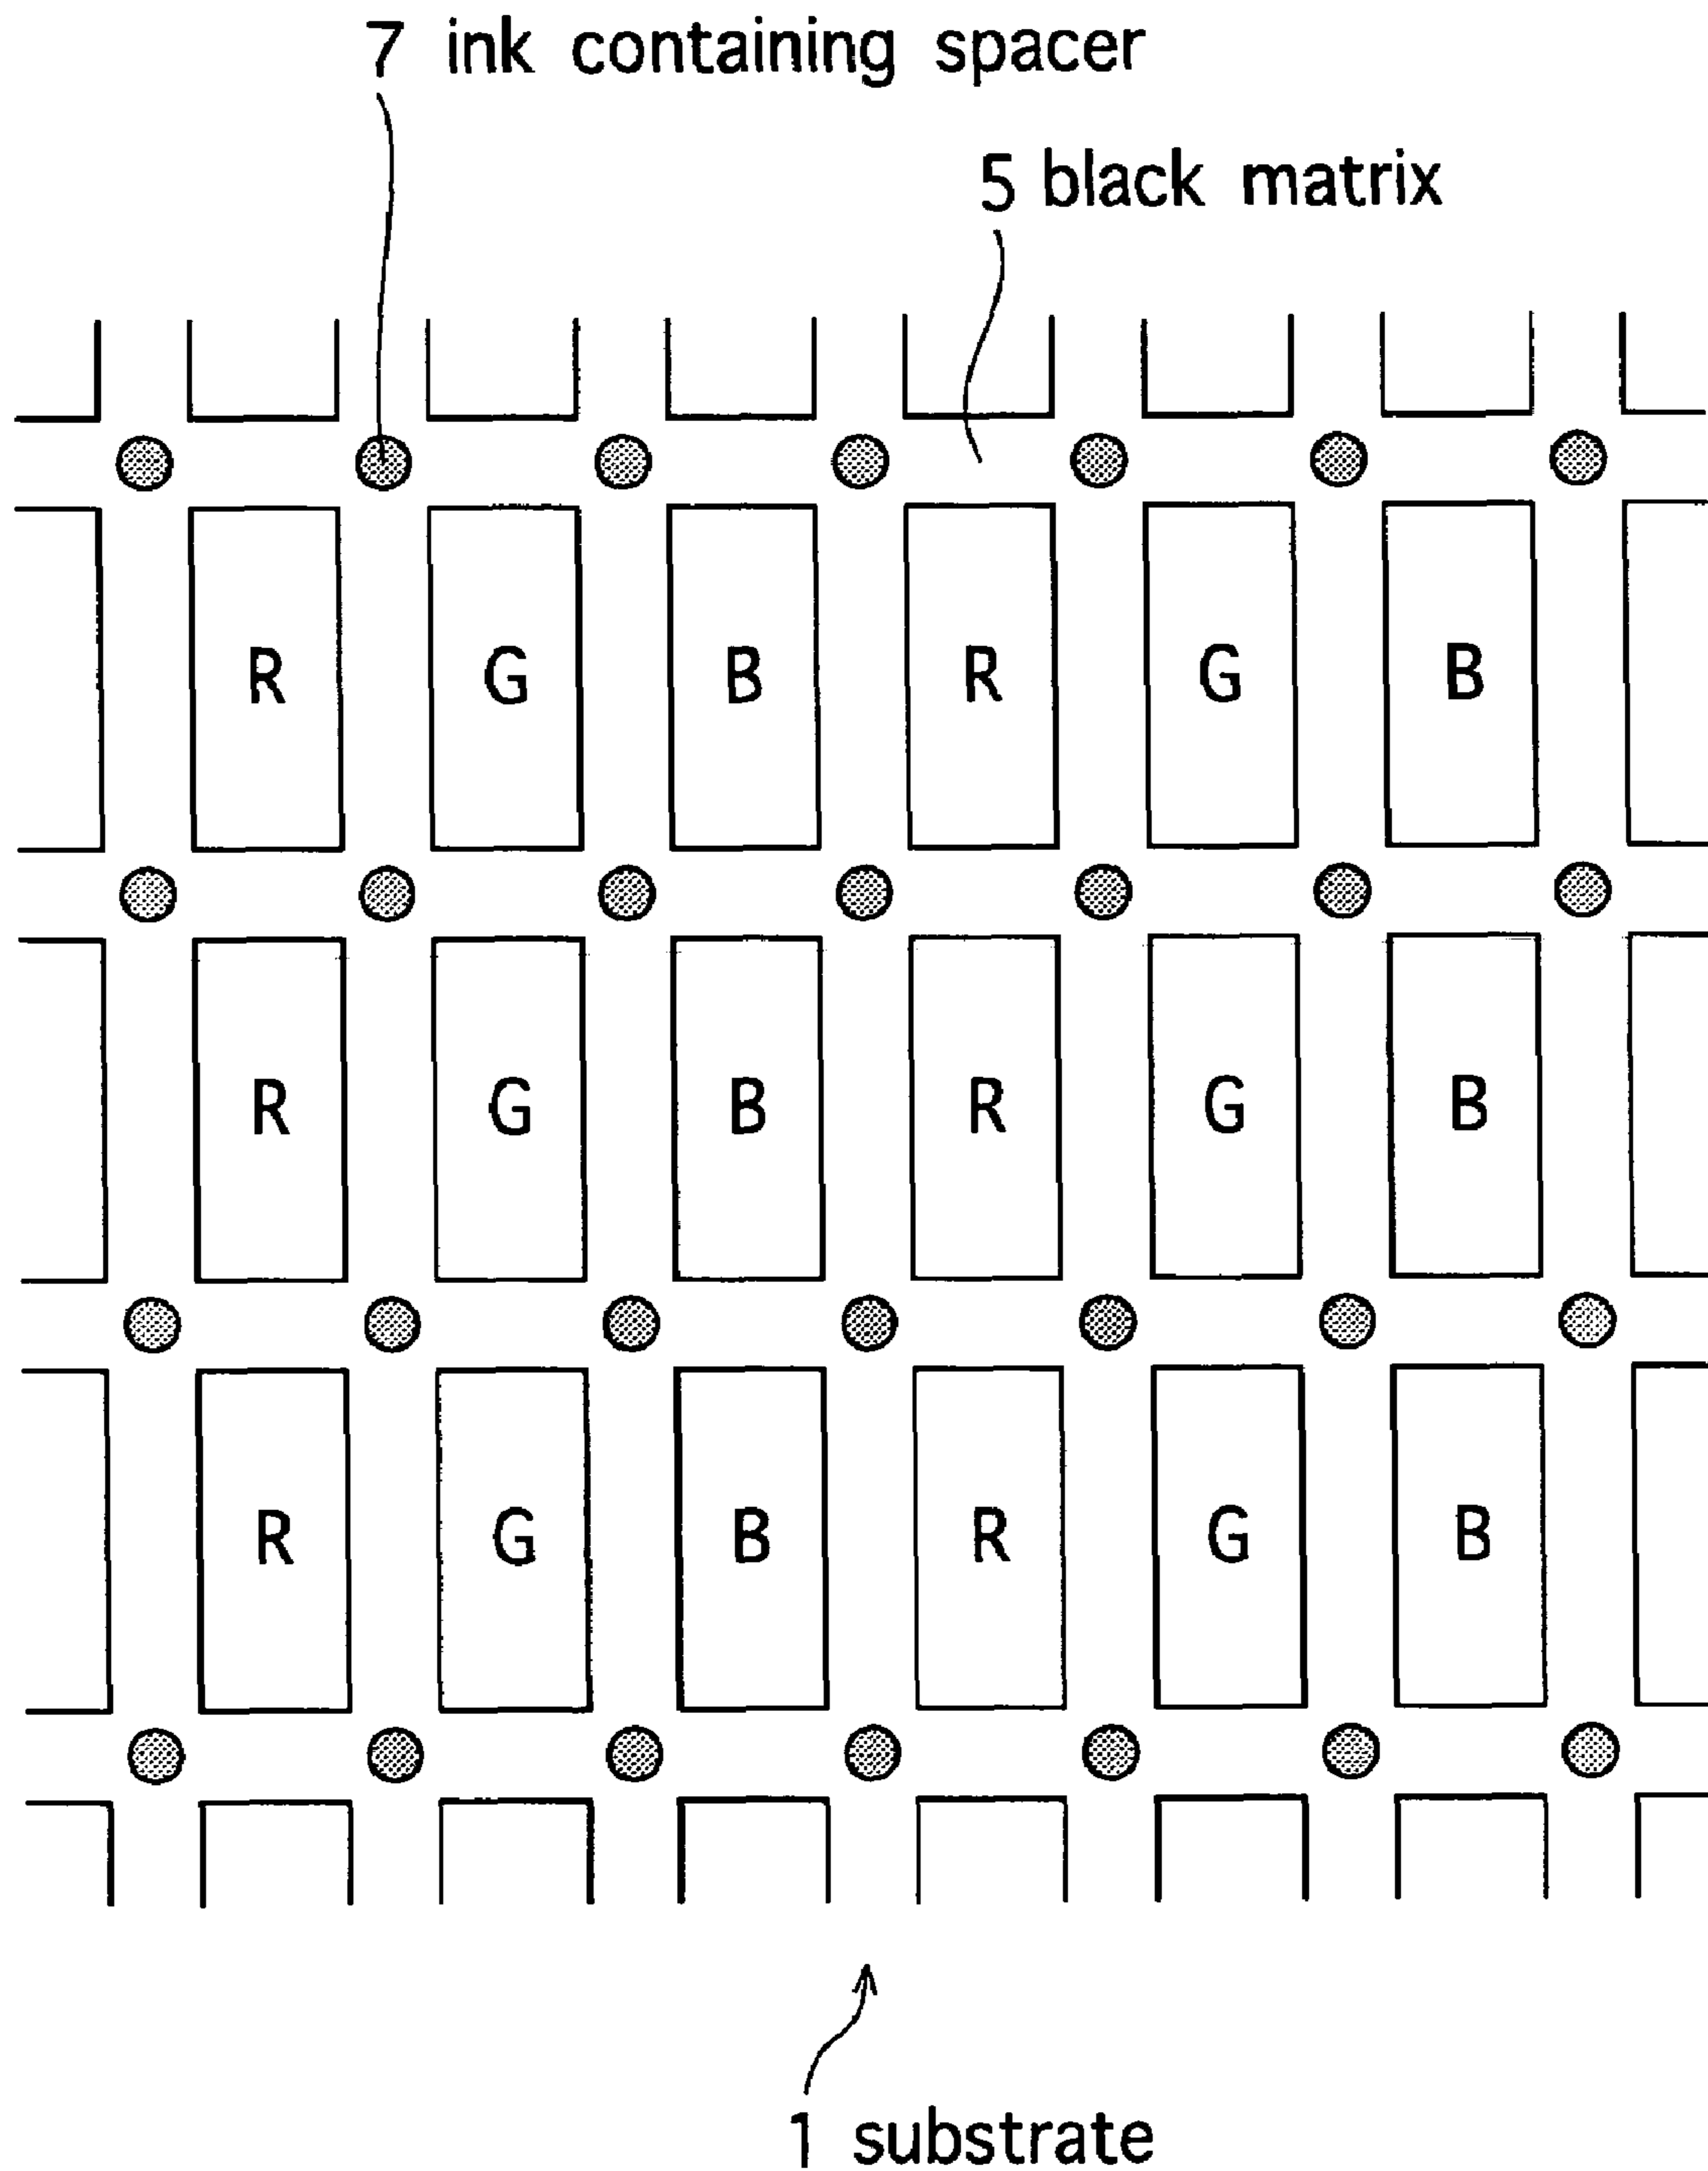 7 ink containing spacer
5 black matrix
R G B R G B
R G B R G B
R G B R G B
1 substrate